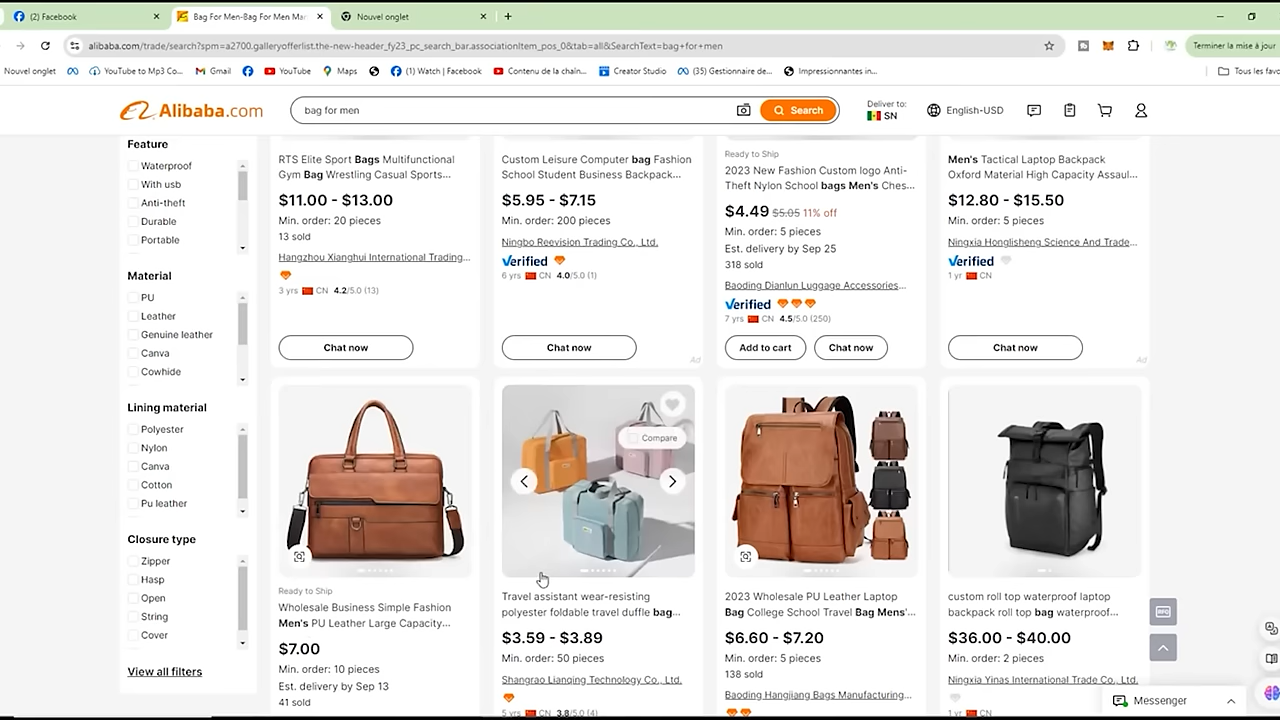 (2) Facebook
Bag For Men-Bag For Men Ma
Nouvel onglet
alibaba.com/trade/search?spm=a2700.galleryofferlist.the-new-header_fy23_pc_search_bar.associationItem_pos_0&tab=all&SearchText=bag+for+men
Terminer la mise à jour
Nouvel onglet
YouTube to Mp3 Co...
Gmail
YouTube
Maps
(1) Watch | Facebook
Contenu de la chaîn...
Creator Studio
(35) Gestionnaire de...
Impressionnantes in...
Tous les favo
Alibaba.com
bag for men
Search
Deliver to:
SN
English-USD
Feature
Waterproof
With usb
Anti-theft
Durable
Portable
Material
PU
Leather
Genuine leather
Canva
Cowhide
Lining material
Polyester
Nylon
Canva
Cotton
Pu leather
Closure type
Zipper
Hasp
Open
String
Cover
View all filters
RTS Elite Sport Bags Multifunctional
Gym Bag Wrestling Casual Sports...
$11.00 - $13.00
Min. order: 20 pieces
13 sold
Hangzhou Xianghui International Trading...
3 yrs CN 4.2/5.0 (13)
Chat now
Custom Leisure Computer bag Fashion
School Student Business Backpack...
$5.95 - $7.15
Min. order: 200 pieces
Ningbo Reevision Trading Co., Ltd.
Verified
6 yrs CN 4.0/5.0 (1)
Chat now
Ad
Ready to Ship
2023 New Fashion Custom logo Anti-
Theft Nylon School bags Men's Ches...
$4.49 $5.05 11% off
Min. order: 5 pieces
Est. delivery by Sep 25
318 sold
Baoding Dianlun Luggage Accessories...
Verified
7 yrs CN 4.5/5.0 (250)
Add to cart
Chat now
Men's Tactical Laptop Backpack
Oxford Material High Capacity Assaul...
$12.80 - $15.50
Min. order: 5 pieces
Ningxia Honglisheng Science And Trade...
Verified
1 yr CN
Chat now
Ad
Ready to Ship
Wholesale Business Simple Fashion
Men's PU Leather Large Capacity...
$7.00
Min. order: 10 pieces
Est. delivery by Sep 13
41 sold
Compare
Travel assistant wear-resisting
polyester foldable travel duffle bag...
$3.59 - $3.89
Min. order: 50 pieces
Shangrao Lianqing Technology Co., Ltd.
5 yrs CN 3.8/5.0 (4)
2023 Wholesale PU Leather Laptop
Bag College School Travel Bag Mens'...
$6.60 - $7.20
Min. order: 5 pieces
138 sold
Baoding Hangjiang Bags Manufacturing...
custom roll top waterproof laptop
backpack roll top bag waterproof...
$36.00 - $40.00
Min. order: 2 pieces
Ningxia Yinas International Trade Co., Ltd.
1 yr CN
RFQ
Messenger